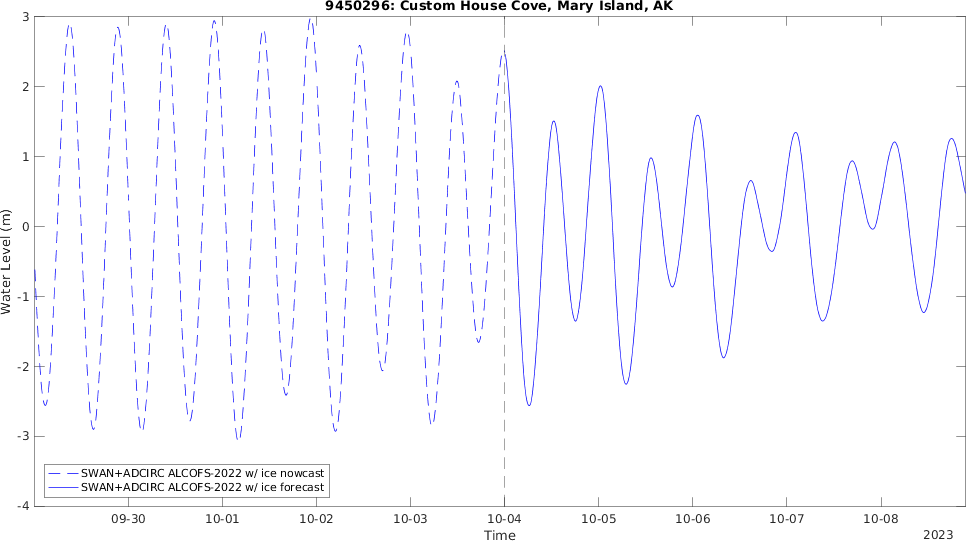 9450296: Custom House Cove, Mary Island, AK
3
2
1
0
-1
-2
-3
-4
Water Level (m)
SWAN+ADCIRC ALCOFS-2022 w/ ice nowcast
SWAN+ADCIRC ALCOFS-2022 w/ ice forecast
09-30 10-01 10-02 10-03 10-04 10-05 10-06 10-07 10-08
Time
2023